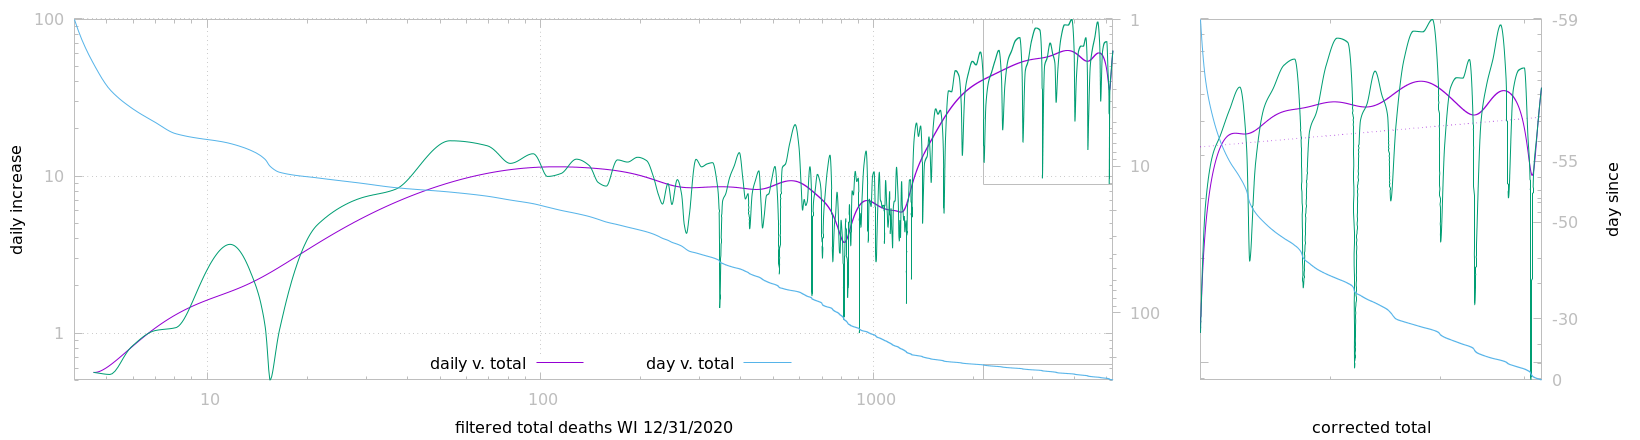 100
10
1
daily increase
10
100
1000
filtered total deaths WI 12/31/2020
daily v. total
day v. total
1
10
100
-59
-55
-50
-30
0
day since
corrected total